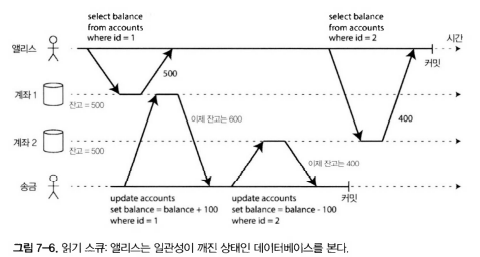 select balance
from accounts
where id = 1
select balance
from accounts
where id = 2
앨리스
시간
커밋
500
계좌 1
잔고 = 500
이제 잔고는 600
400
계좌 2
잔고 = 500
이제 잔고는 400
송금
커밋
update accounts
set balance = balance + 100
where id = 1
update accounts
set balance = balance - 100
where id = 2
그림 7-6. 읽기 스큐: 앨리스는 일관성이 깨진 상태인 데이터베이스를 본다.